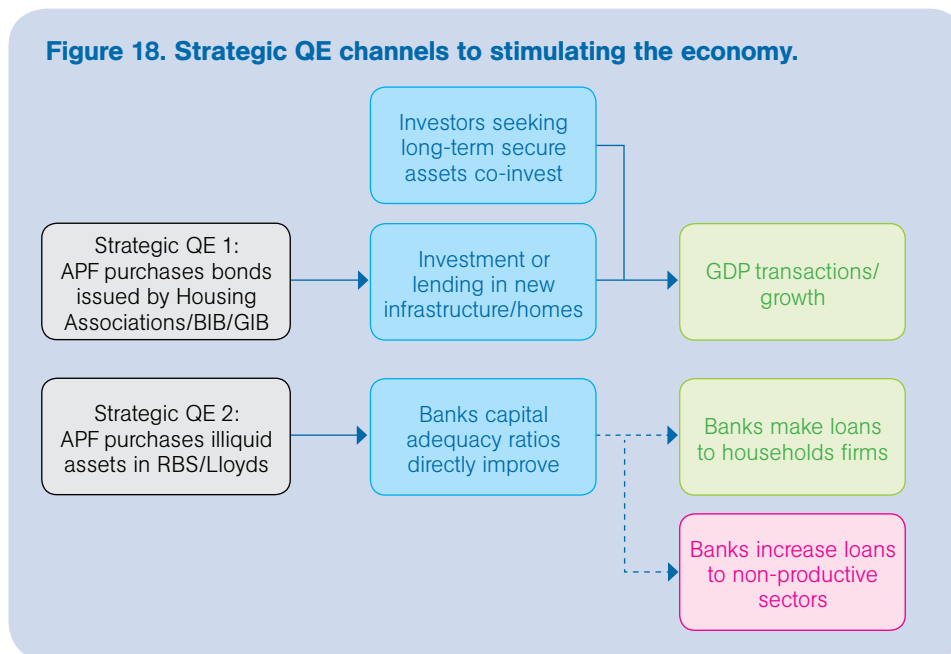 Figure 18. Strategic QE channels to stimulating the economy.
Investors seeking
long-term secure
assets co-invest
Strategic QE 1:
APF purchases bonds
issued by Housing
Associations/BIB/GIB
Investment or
lending in new
infrastructure/homes
GDP transactions/
growth
Strategic QE 2:
APF purchases illiquid
assets in RBS/Lloyds
Banks capital
adequacy ratios
directly improve
Banks make loans
to households firms
Banks increase loans
to non-productive
sectors